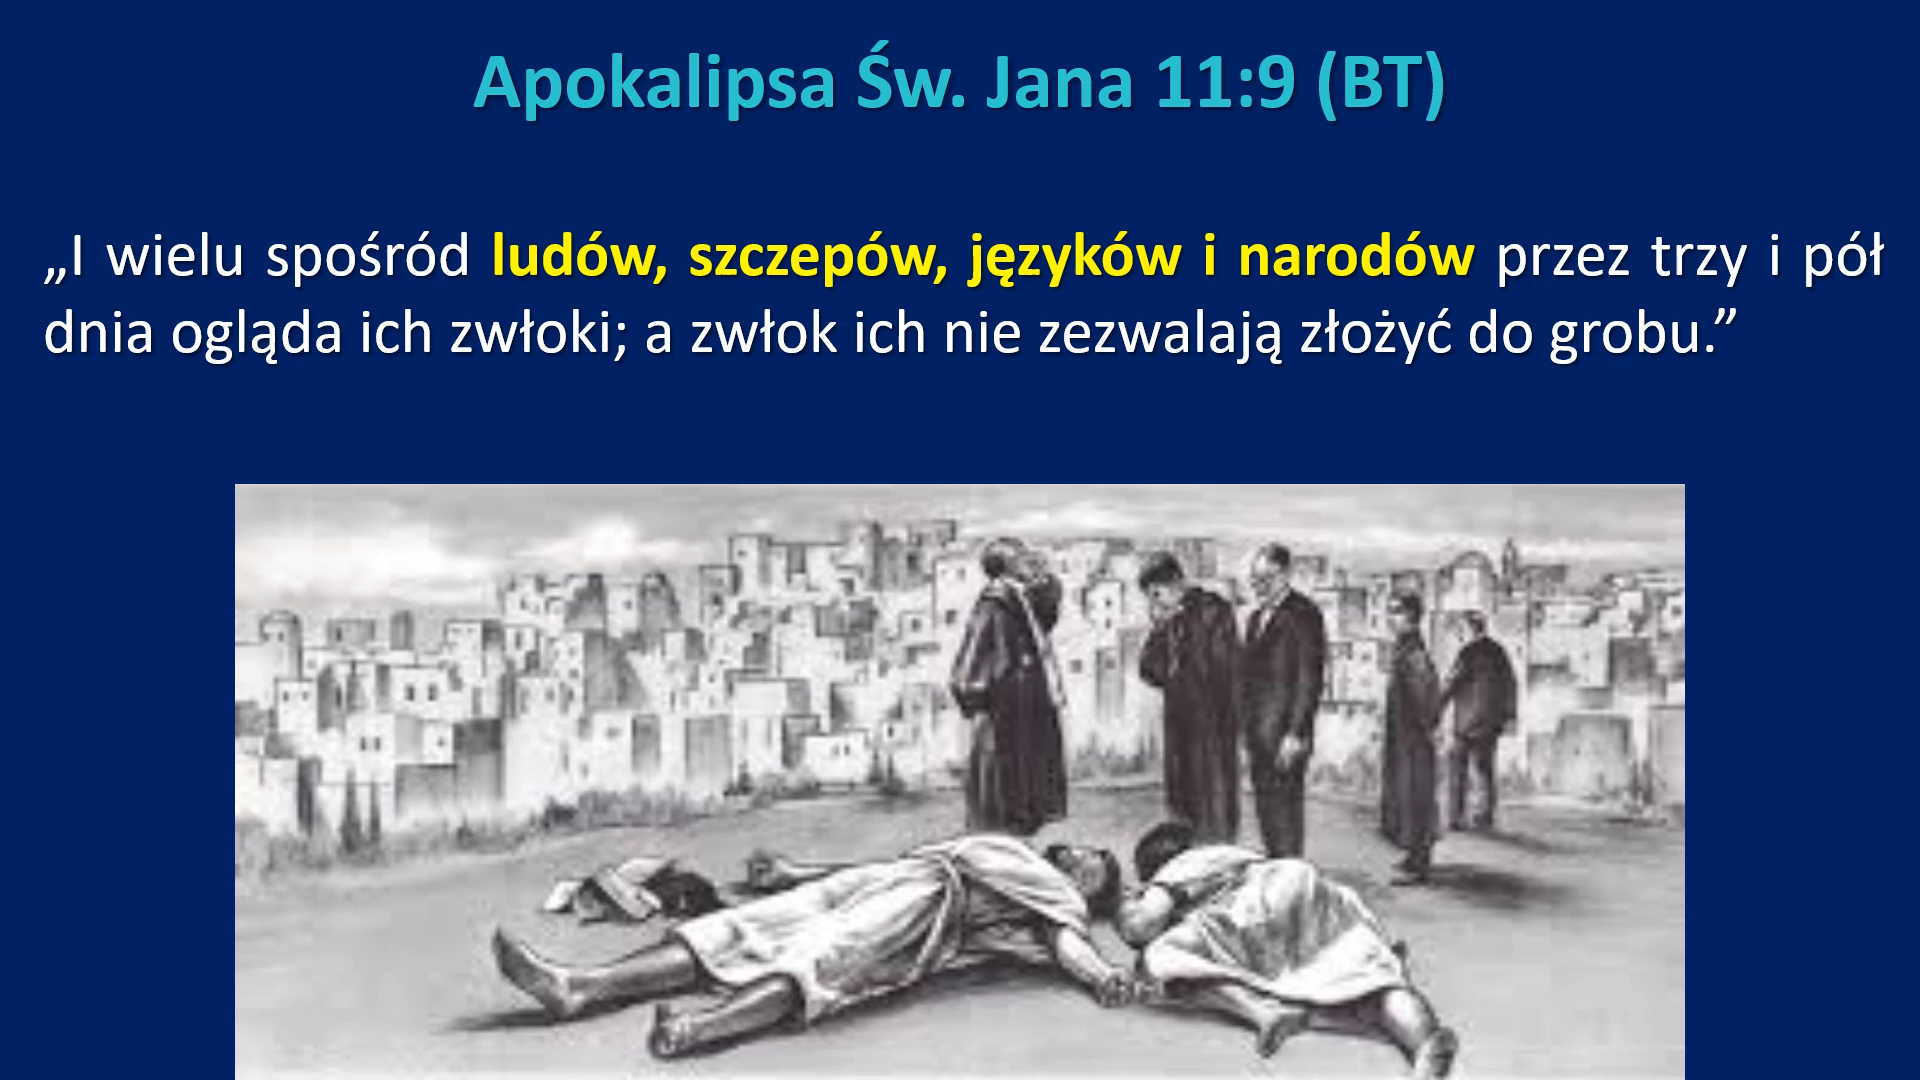 Apokalipsa Św. Jana 11:9 (BT)
„I wielu spośród ludów, szczepów, języków i narodów przez trzy i pół
dnia ogląda ich zwłoki; a zwłok ich nie zezwalają złożyć do grobu.”